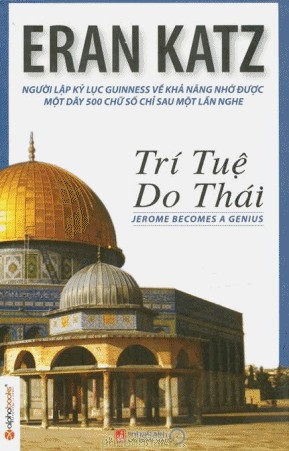 ERAN KATZ
NGƯỜI LẬP KỶ LỤC GUINNESS VỀ KHẢ NĂNG NHỚ ĐƯỢC
MỘT DÃY 500 CHỮ SỐ CHỈ SAU MỘT LẦN NGHE
Trí Tuệ
Do Thái
JEROME BECOMES A GENIUS
alphabooks